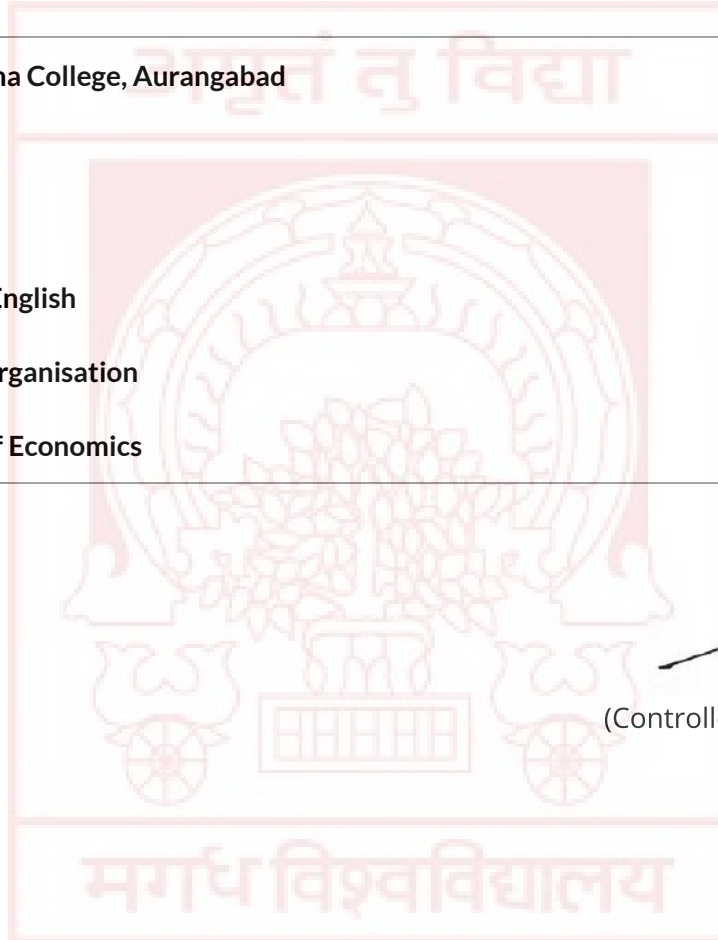 अमृतं तु विद्या
na College, Aurangabad
English
rganisation
f Economics
(Controll
मगध विश्वविद्यालय